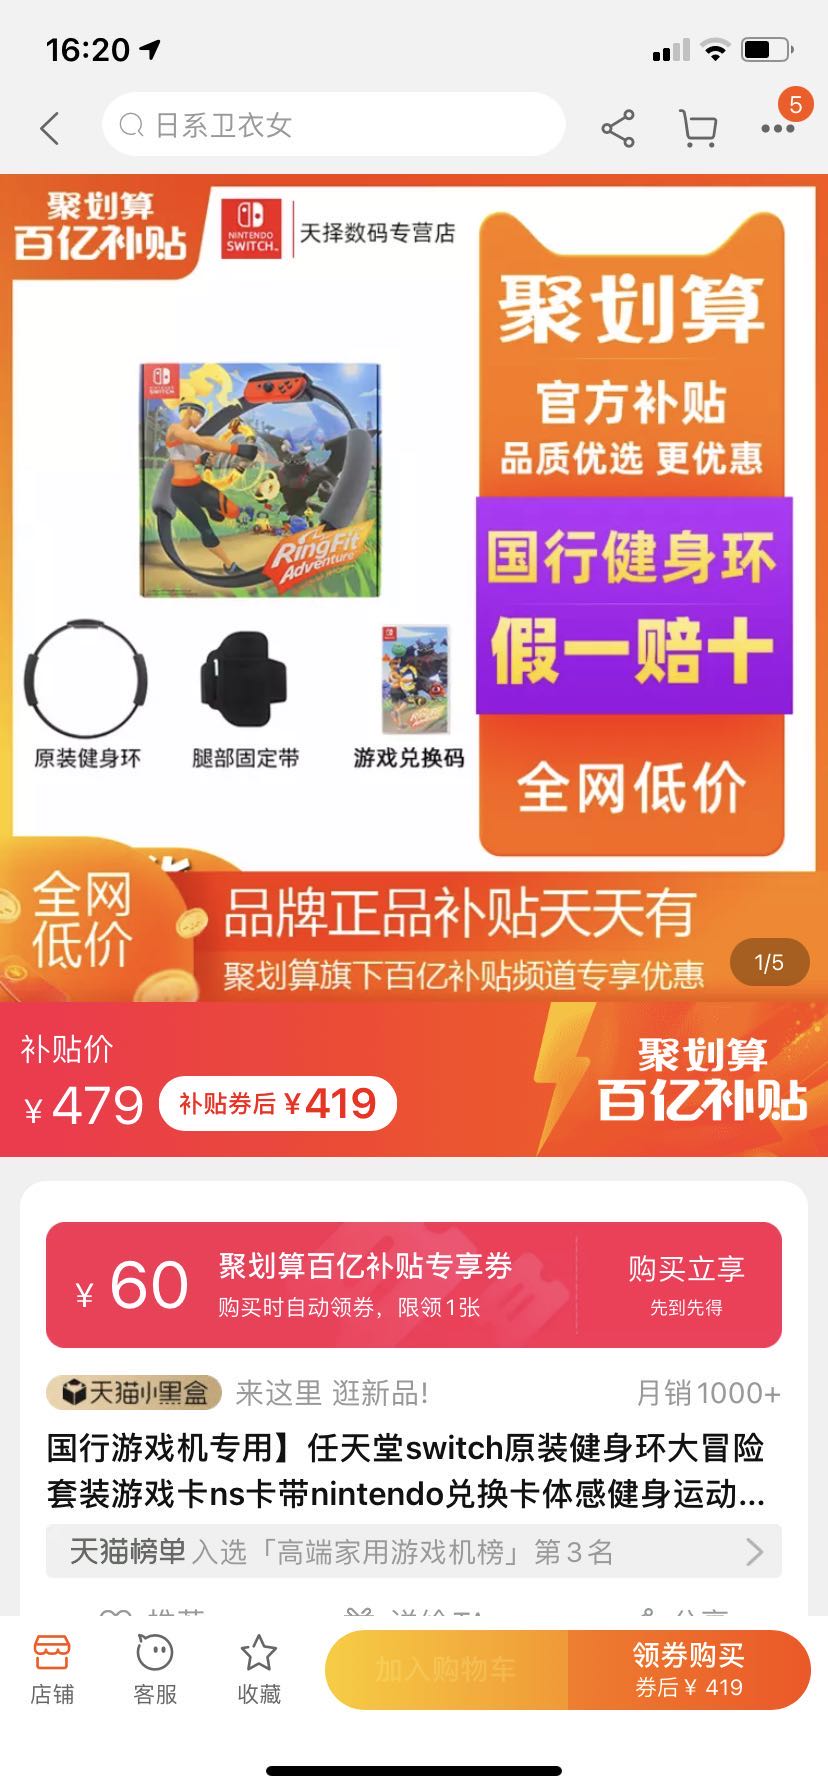 16:20
日系卫衣女
5
聚划算
百亿补贴
NINTENDO
SWITCH
天择数码专营店
聚划算
官方补贴
品质优选 更优惠
国行健身环
假一赔十
全网低价
NINTENDO
SWITCH
RingFit
Adventure
原装健身环
腿部固定带
游戏兑换码
全网
低价
品牌正品补贴天天有
聚划算旗下百亿补贴频道专享优惠
1/5
补贴价
¥479
补贴券后¥419
聚划算
百亿补贴
¥60
聚划算百亿补贴专享券
购买时自动领券，限领1张
购买立享
先到先得
天猫小黑盒
来这里 逛新品!
月销1000+
国行游戏机专用】任天堂switch原装健身环大冒险
套装游戏卡ns卡带nintendo兑换卡体感健身运动...
天猫榜单 入选「高端家用游戏机榜」第3名
店铺
客服
收藏
加入购物车
领券购买
券后¥419